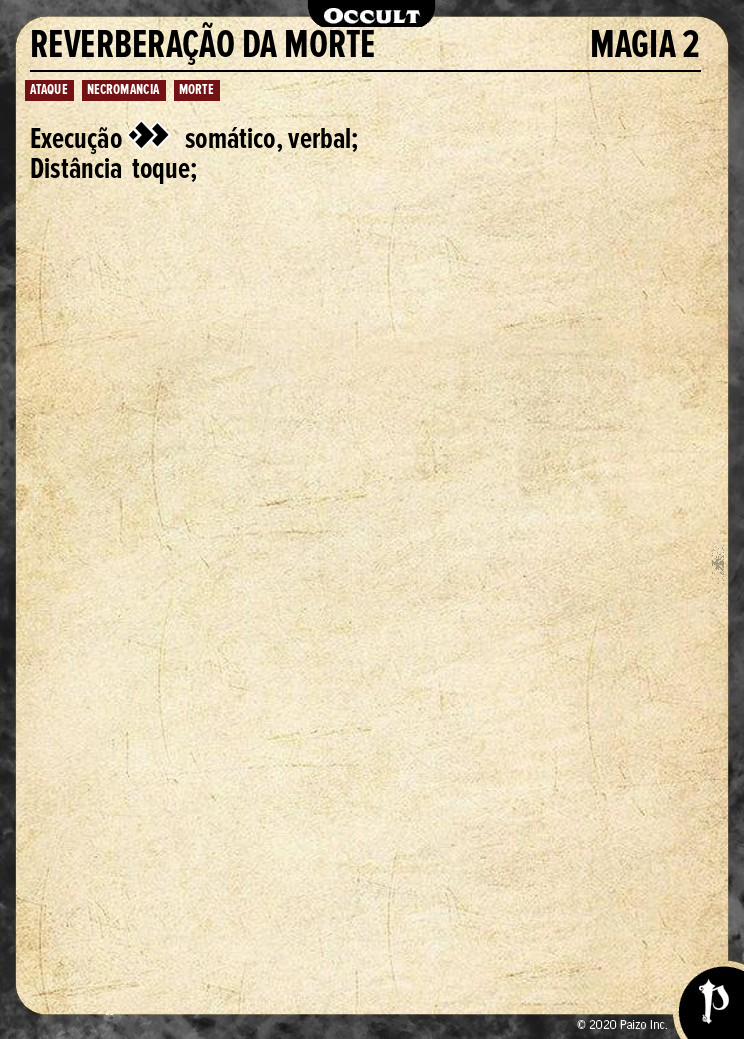 OCCULT
REVERBERAÇÃO DA MORTE MAGIA 2
ATAQUE NECROMANCIA MORTE
Execução somático, verbal;
Distância toque;
© 2020 Paizo Inc.